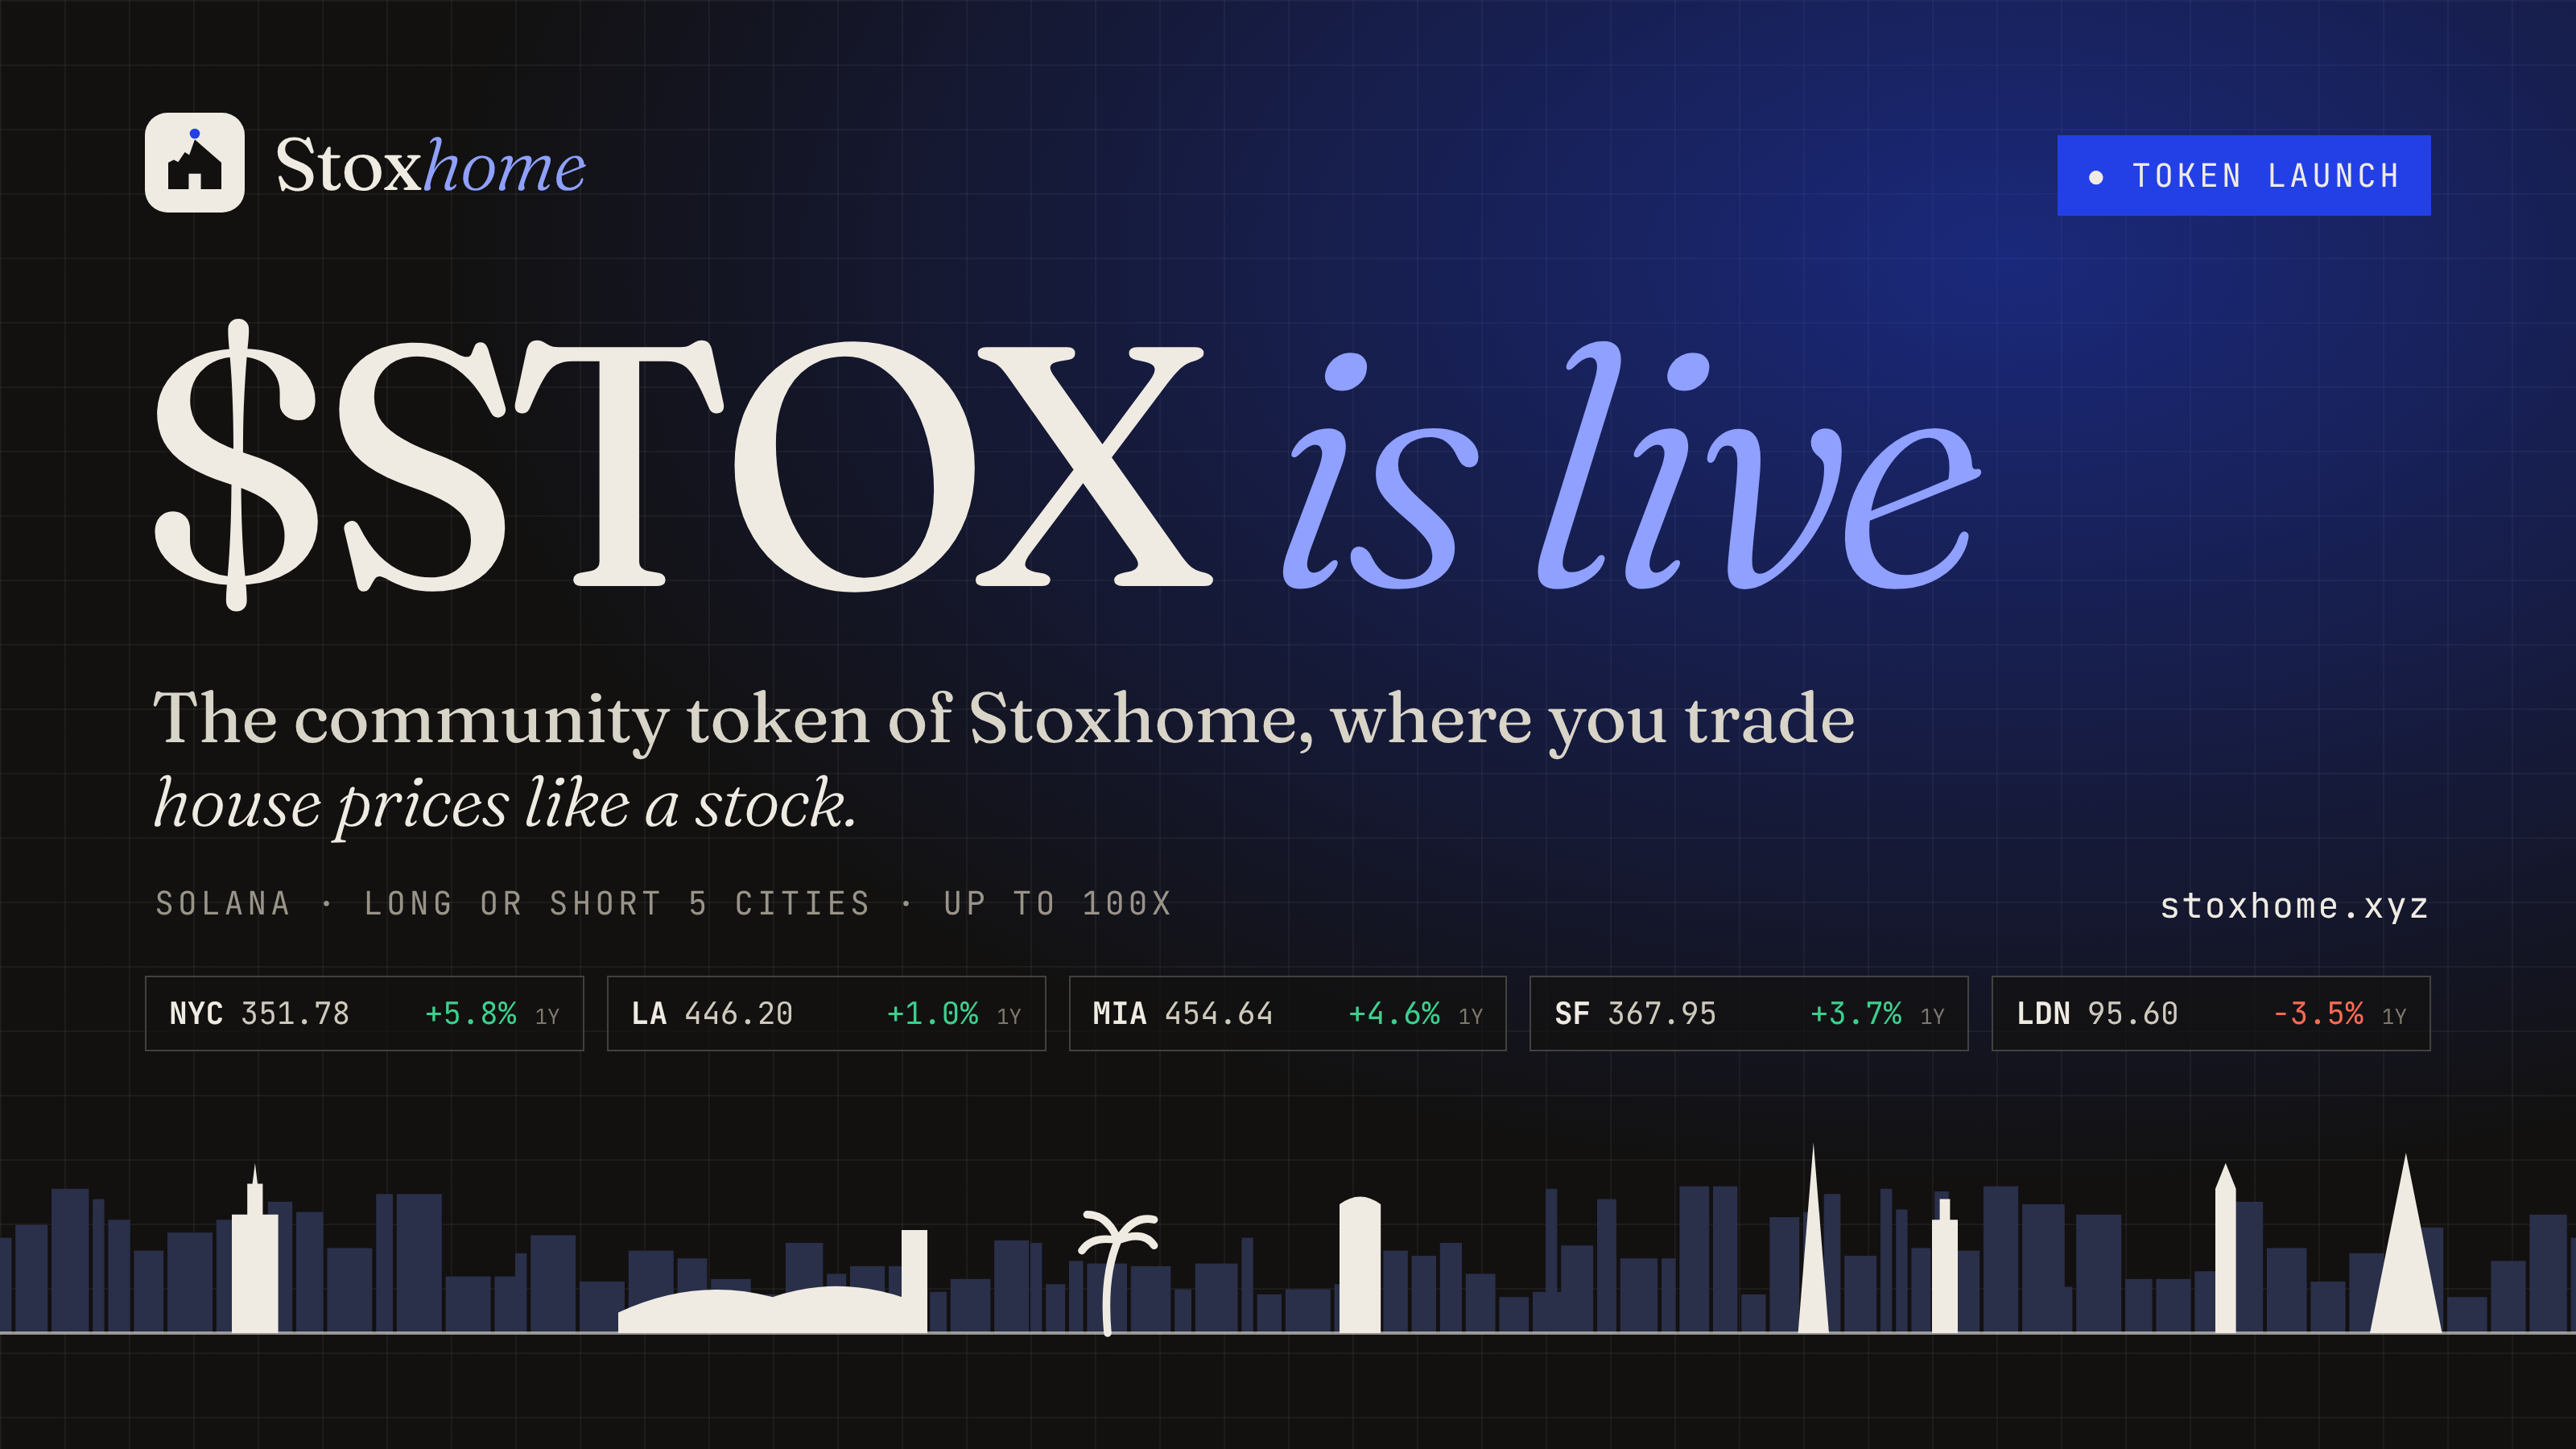 Stoxhome
• TOKEN LAUNCH
$STOX is live
The community token of Stoxhome, where you trade
house prices like a stock.
SOLANA · LONG OR SHORT 5 CITIES · UP TO 100X
stoxhome.xyz
NYC 351.78 +5.8% 1Y
LA 446.20 +1.0% 1Y
MIA 454.64 +4.6% 1Y
SF 367.95 +3.7% 1Y
LDN 95.60 -3.5% 1Y